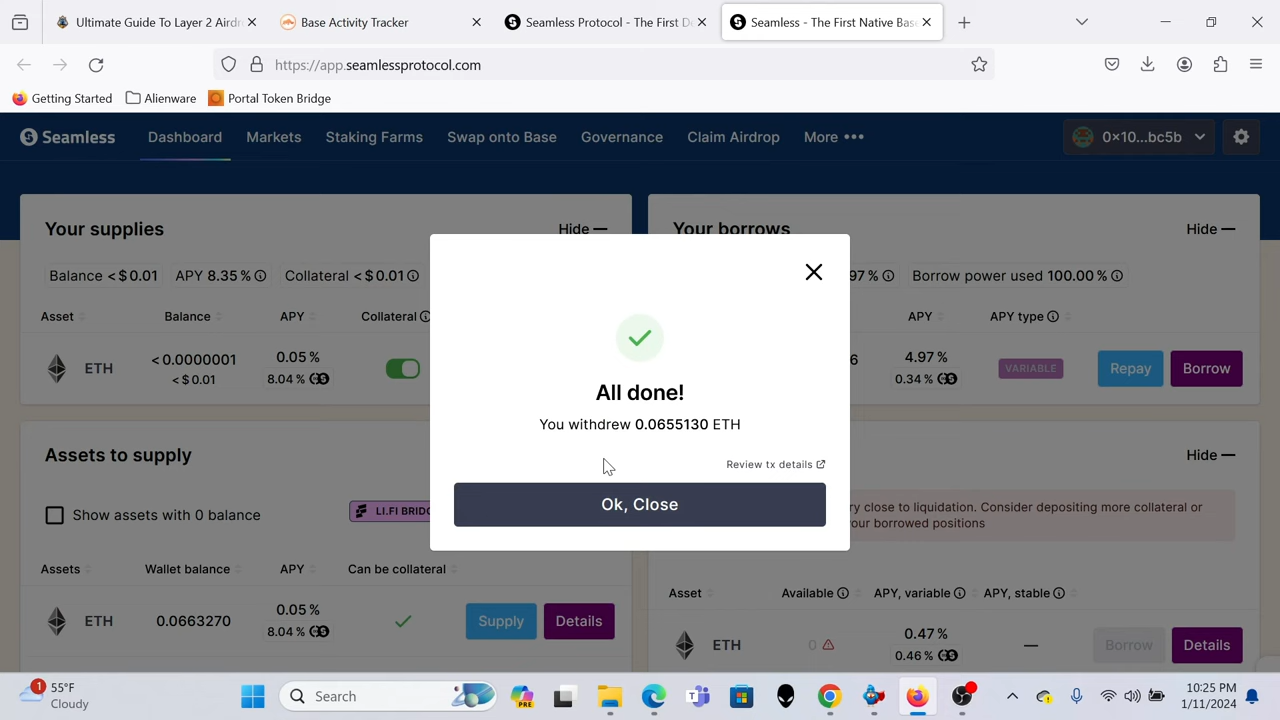 Ultimate Guide To Layer 2 Airdr
Base Activity Tracker
Seamless Protocol - The First D
Seamless - The First Native Base
https://app.seamlessprotocol.com
Getting Started
Alienware
Portal Token Bridge
Seamless
Dashboard
Markets
Staking Farms
Swap onto Base
Governance
Claim Airdrop
More •••
0×10...bc5b
Your supplies
Hide —
Balance < $ 0.01
APY 8.35 %
Collateral < $ 0.01
Asset
Balance
APY
Collateral
ETH
< 0.0000001
< $ 0.01
0.05 %
8.04 %
Your borrows
Hide —
97 %
Borrow power used 100.00 %
APY
APY type
6
4.97 %
0.34 %
VARIABLE
Repay
Borrow
All done!
You withdrew 0.0655130 ETH
Review tx details
Ok, Close
Assets to supply
Show assets with 0 balance
LI.FI BRIDG
Assets
Wallet balance
APY
Can be collateral
ETH
0.0663270
0.05 %
8.04 %
Supply
Details
Hide —
ry close to liquidation. Consider depositing more collateral or
our borrowed positions
Asset
Available
APY, variable
APY, stable
ETH
0
0.47 %
0.46 %
—
Borrow
Details
1
55°F
Cloudy
Search
PRE
10:25 PM
1/11/2024